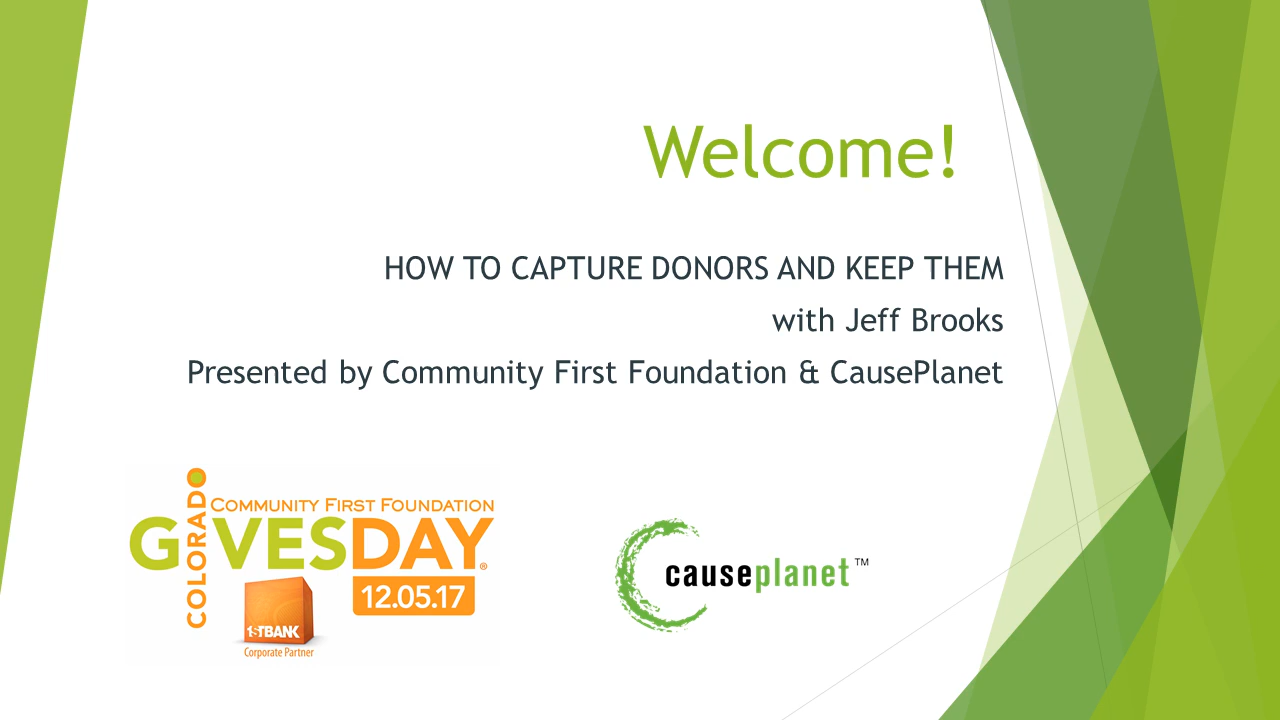 Welcome!
HOW TO CAPTURE DONORS AND KEEP THEM
with Jeff Brooks
Presented by Community First Foundation & CausePlanet
COLORADO
COMMUNITY FIRST FOUNDATION
GIVESDAY®
12.05.17
1STBANK
Corporate Partner
causeplanet™